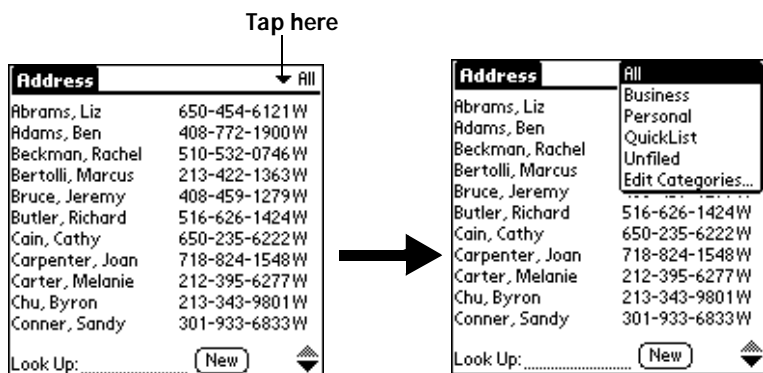 Tap here
Address All
Abrams, Liz 650-454-6121W
Adams, Ben 408-772-1900W
Beckman, Rachel 510-532-0746W
Bertolli, Marcus 213-422-1363W
Bruce, Jeremy 408-459-1279W
Butler, Richard 516-626-1424W
Cain, Cathy 650-235-6222W
Carpenter, Joan 718-824-1548W
Carter, Melanie 212-395-6277W
Chu, Byron 213-343-9801W
Conner, Sandy 301-933-6833W
Look Up: New
Address
All
Business
Personal
QuickList
Unfiled
Edit Categories...
Abrams, Liz
Adams, Ben
Beckman, Rachel
Bertolli, Marcus
Bruce, Jeremy
Butler, Richard 516-626-1424W
Cain, Cathy 650-235-6222W
Carpenter, Joan 718-824-1548W
Carter, Melanie 212-395-6277W
Chu, Byron 213-343-9801W
Conner, Sandy 301-933-6833W
Look Up: New